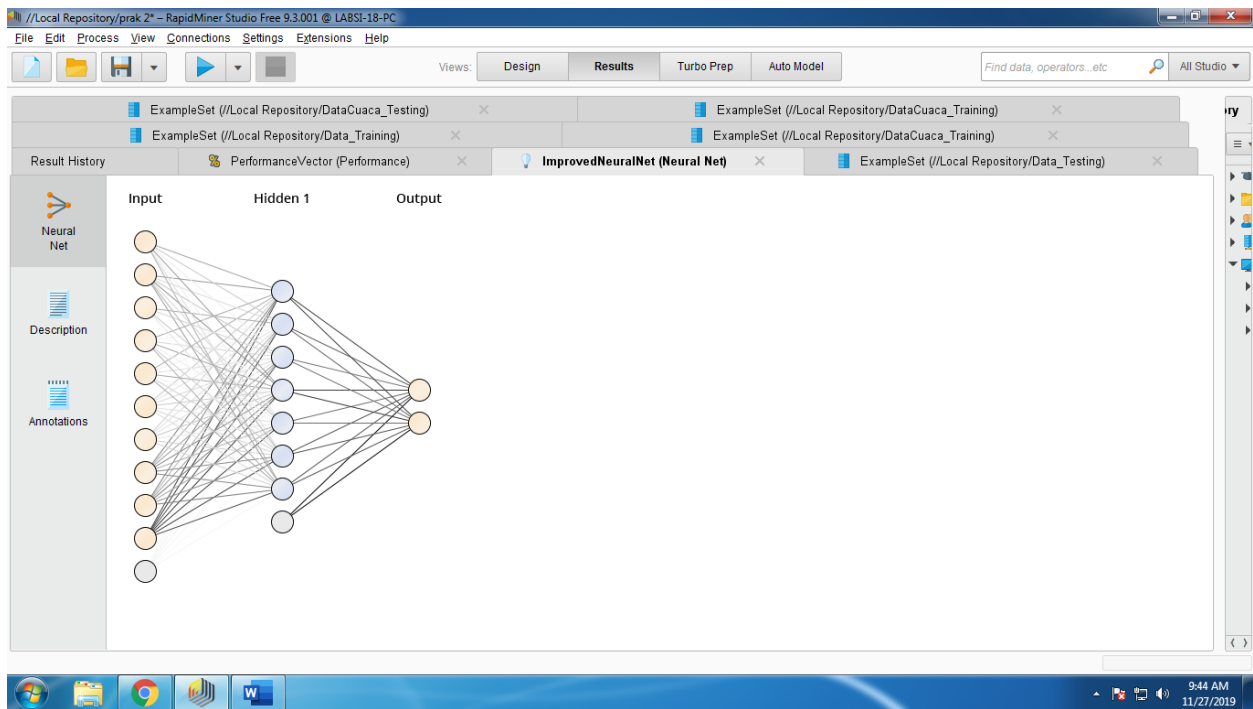 //Local Repository/prak 2* – RapidMiner Studio Free 9.3.001 @ LABSI-18-PC
File Edit Process View Connections Settings Extensions Help
Views: Design Results Turbo Prep Auto Model Find data, operators...etc All Studio
ExampleSet (//Local Repository/DataCuaca_Testing) ExampleSet (//Local Repository/DataCuaca_Training)
ExampleSet (//Local Repository/Data_Training) ExampleSet (//Local Repository/DataCuaca_Training)
Result History PerformanceVector (Performance) ImprovedNeuralNet (Neural Net) ExampleSet (//Local Repository/Data_Testing)
Input Hidden 1 Output
Neural
Net
Description
Annotations
9:44 AM
11/27/2019